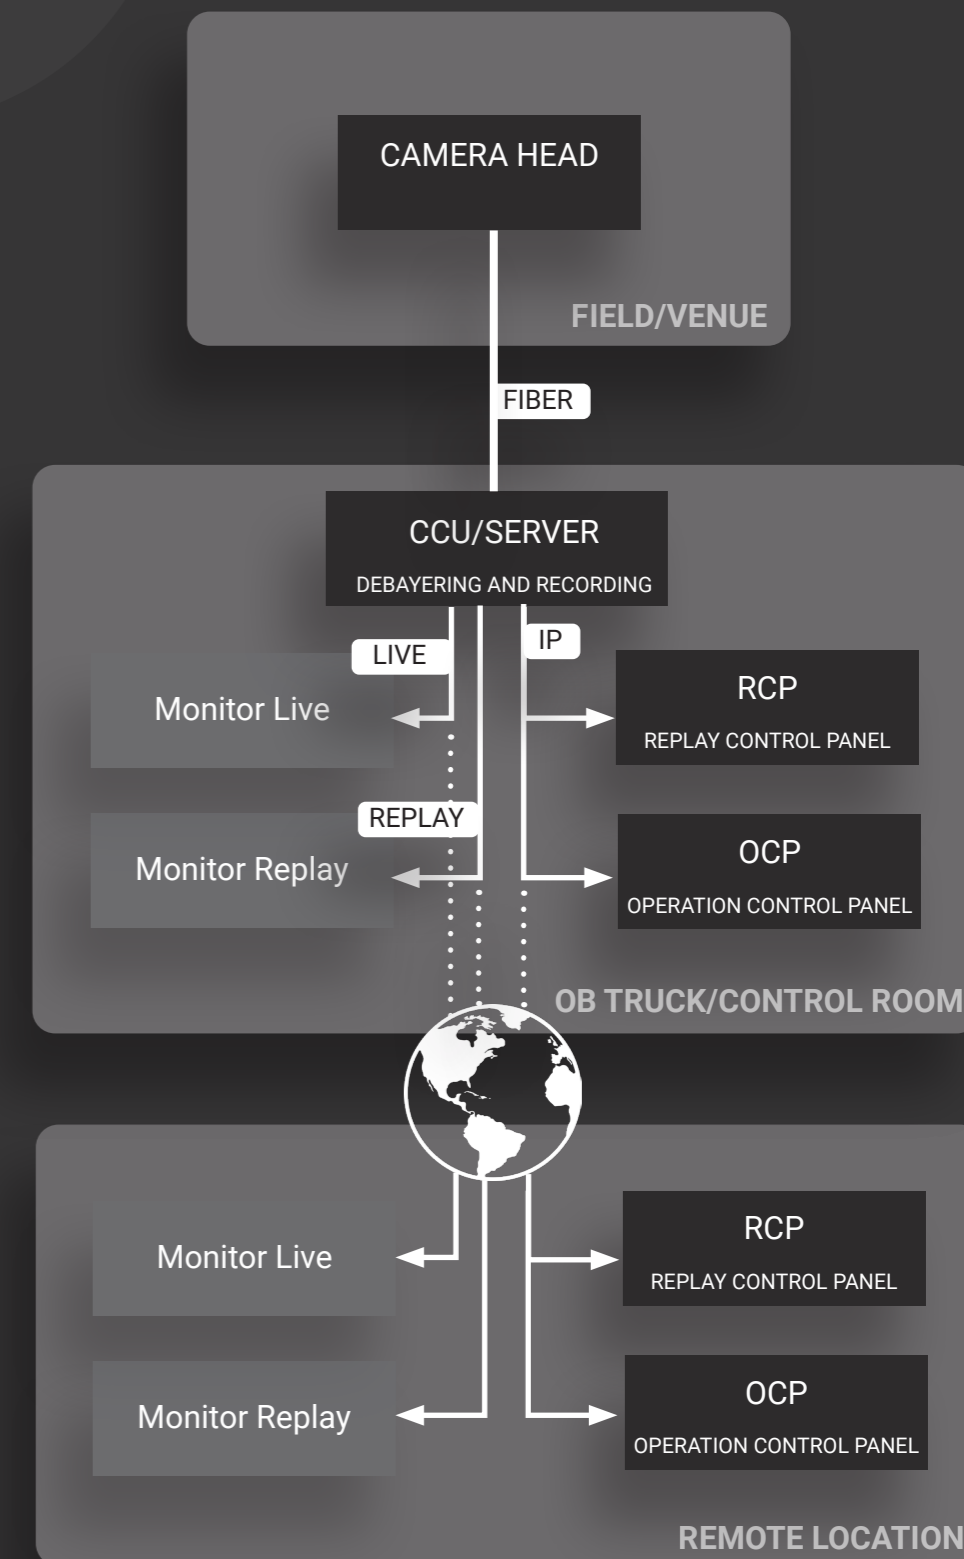 CAMERA HEAD
FIELD/VENUE
FIBER
CCU/SERVER
DEBAYERING AND RECORDING
LIVE
IP
Monitor Live
RCP
REPLAY CONTROL PANEL
REPLAY
Monitor Replay
OCP
OPERATION CONTROL PANEL
OB TRUCK/CONTROL ROOM
Monitor Live
RCP
REPLAY CONTROL PANEL
Monitor Replay
OCP
OPERATION CONTROL PANEL
REMOTE LOCATION